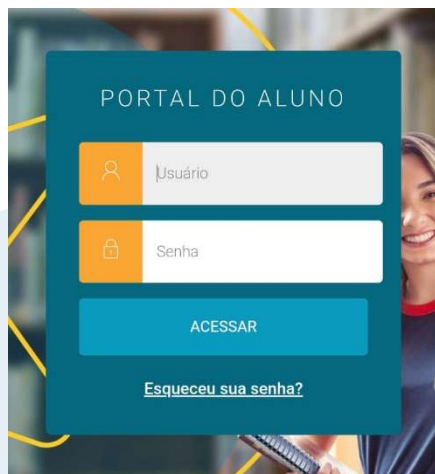 PORTAL DO ALUNO
Usuário
Senha
ACESSAR
Esqueceu sua senha?